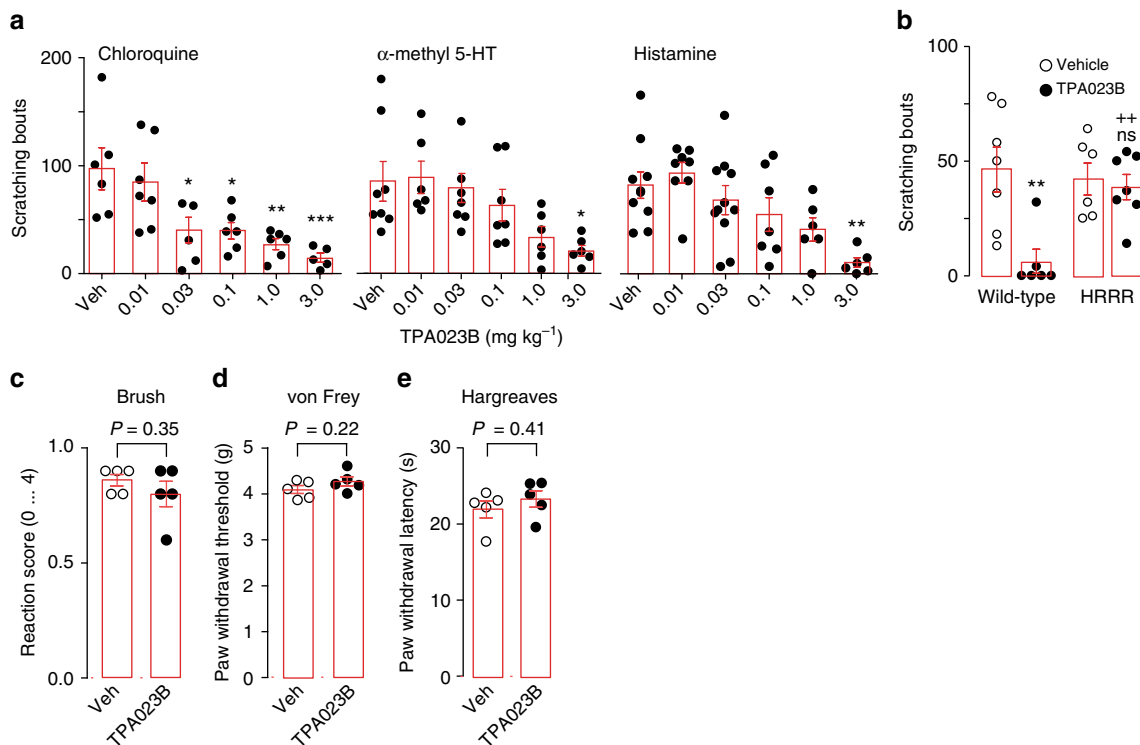 a
Chloroquine
α-methyl 5-HT
Histamine
Scratching bouts
200
100
0
*
*
**
***
*
**
Veh
0.01
0.03
0.1
1.0
3.0
Veh
0.01
0.03
0.1
1.0
3.0
Veh
0.01
0.03
0.1
1.0
3.0
TPA023B (mg kg⁻¹)
b
Scratching bouts
100
50
0
Vehicle
TPA023B
**
++
ns
Wild-type
HRRR
c
Brush
P = 0.35
Reaction score (0 ... 4)
1.0
0.5
0.0
Veh
TPA023B
d
von Frey
P = 0.22
Paw withdrawal threshold (g)
5
4
3
2
1
0
Veh
TPA023B
e
Hargreaves
P = 0.41
Paw withdrawal latency (s)
30
20
10
0
Veh
TPA023B